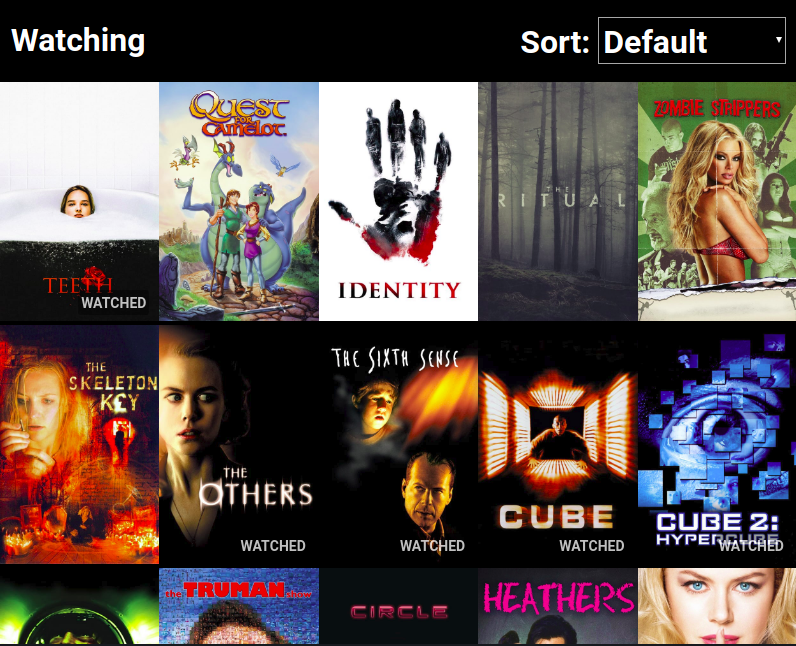 Watching
Sort: Default
TEETH
WATCHED
QUEST
FOR
CAMELOT.
IDENTITY
THE
RITUAL
ZOMBIE STRIPPERS
THE
SKELETON
KEY
THE
OTHERS
WATCHED
THE SIXTH SENSE
WATCHED
CUBE
WATCHED
CUBE 2:
HYPERCUBE
WATCHED
the TRUMAN show
CIRCLE
HEATHERS